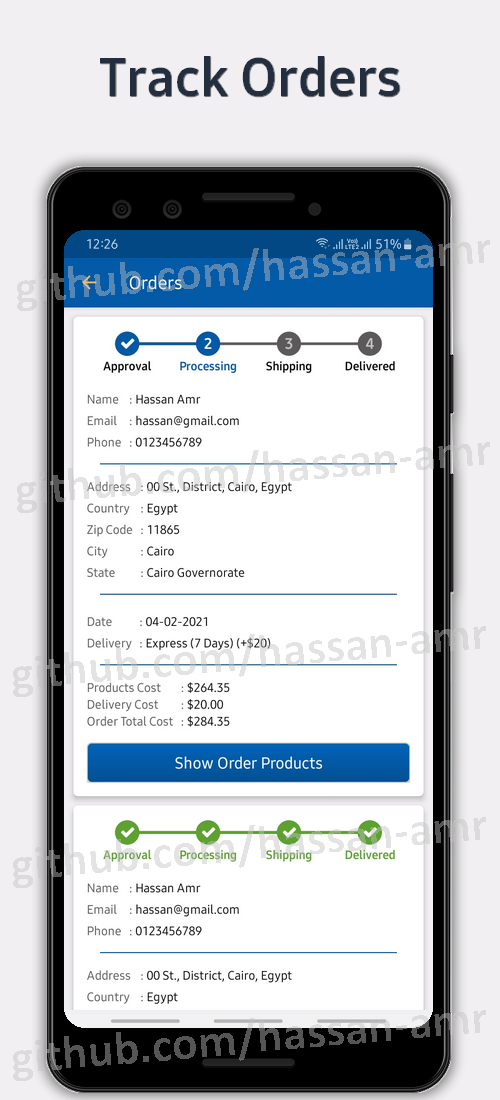 Track Orders
12:26
51%
Orders
github.com/hassan-amr
2 3 4
Approval Processing Shipping Delivered
Name : Hassan Amr
Email : hassan@gmail.com
Phone : 0123456789
github.com/hassan-amr
Address : 00 St., District, Cairo, Egypt
Country : Egypt
Zip Code : 11865
City : Cairo
State : Cairo Governorate
Date : 04-02-2021
Delivery : Express (7 Days) (+$20)
github.com/hassan-amr
Products Cost : $264.35
Delivery Cost : $20.00
Order Total Cost : $284.35
Show Order Products
Approval Processing Shipping Delivered
github.com/hassan-amr
Name : Hassan Amr
Email : hassan@gmail.com
Phone : 0123456789
Address : 00 St., District, Cairo, Egypt
Country : Egypt
github.com/hassan-amr